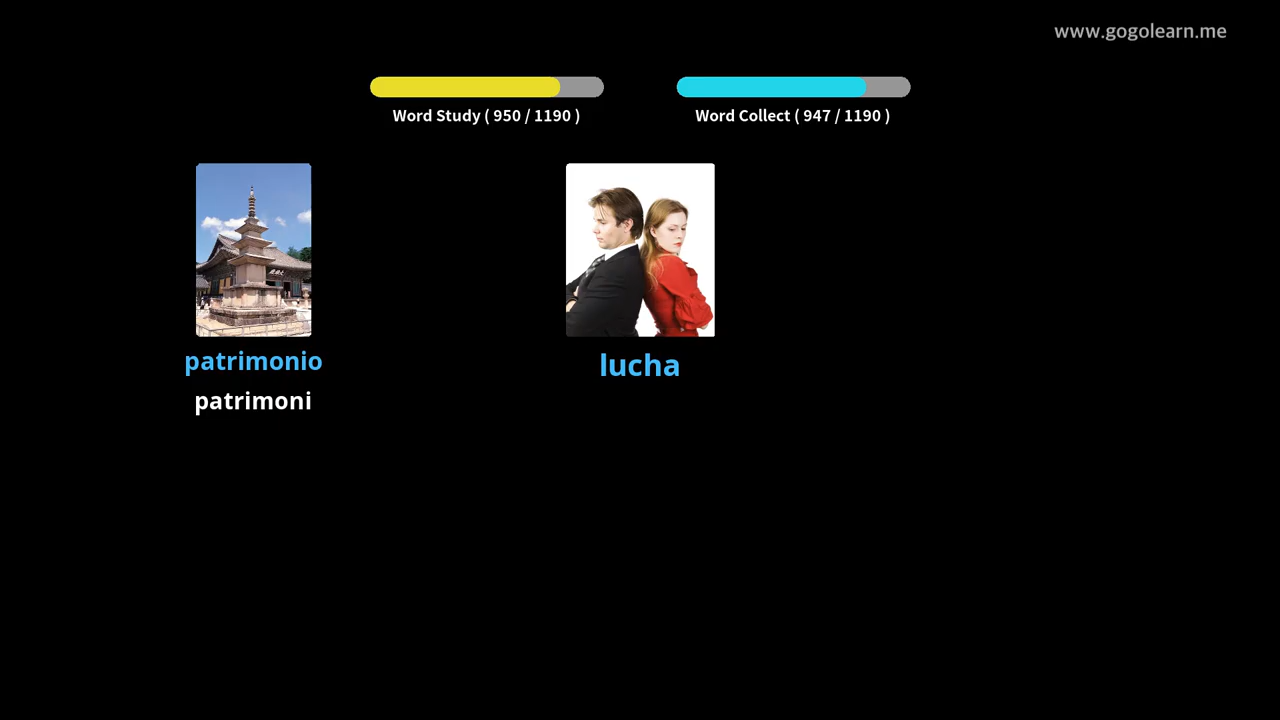 www.gogolearn.me
Word Study ( 950 / 1190 )
Word Collect ( 947 / 1190 )
patrimonio
patrimoni
lucha